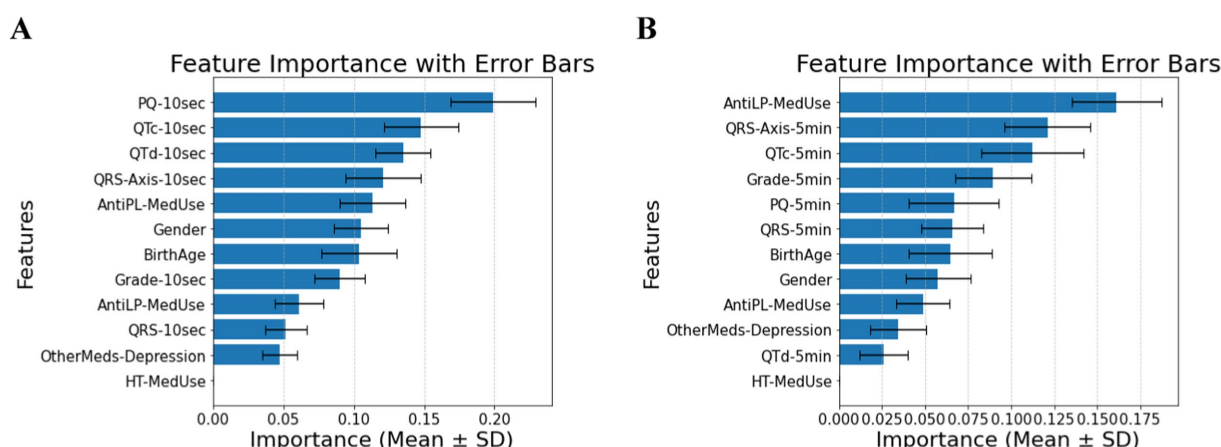 A
Feature Importance with Error Bars
Features
PQ-10sec
QTc-10sec
QTd-10sec
QRS-Axis-10sec
AntiPL-MedUse
Gender
BirthAge
Grade-10sec
AntiLP-MedUse
QRS-10sec
OtherMeds-Depression
HT-MedUse
0.00 0.05 0.10 0.15 0.20
Importance (Mean ± SD)
B
Feature Importance with Error Bars
Features
AntiLP-MedUse
QRS-Axis-5min
QTc-5min
Grade-5min
PQ-5min
QRS-5min
BirthAge
Gender
AntiPL-MedUse
OtherMeds-Depression
QTd-5min
HT-MedUse
0.000 0.025 0.050 0.075 0.100 0.125 0.150 0.175
Importance (Mean ± SD)